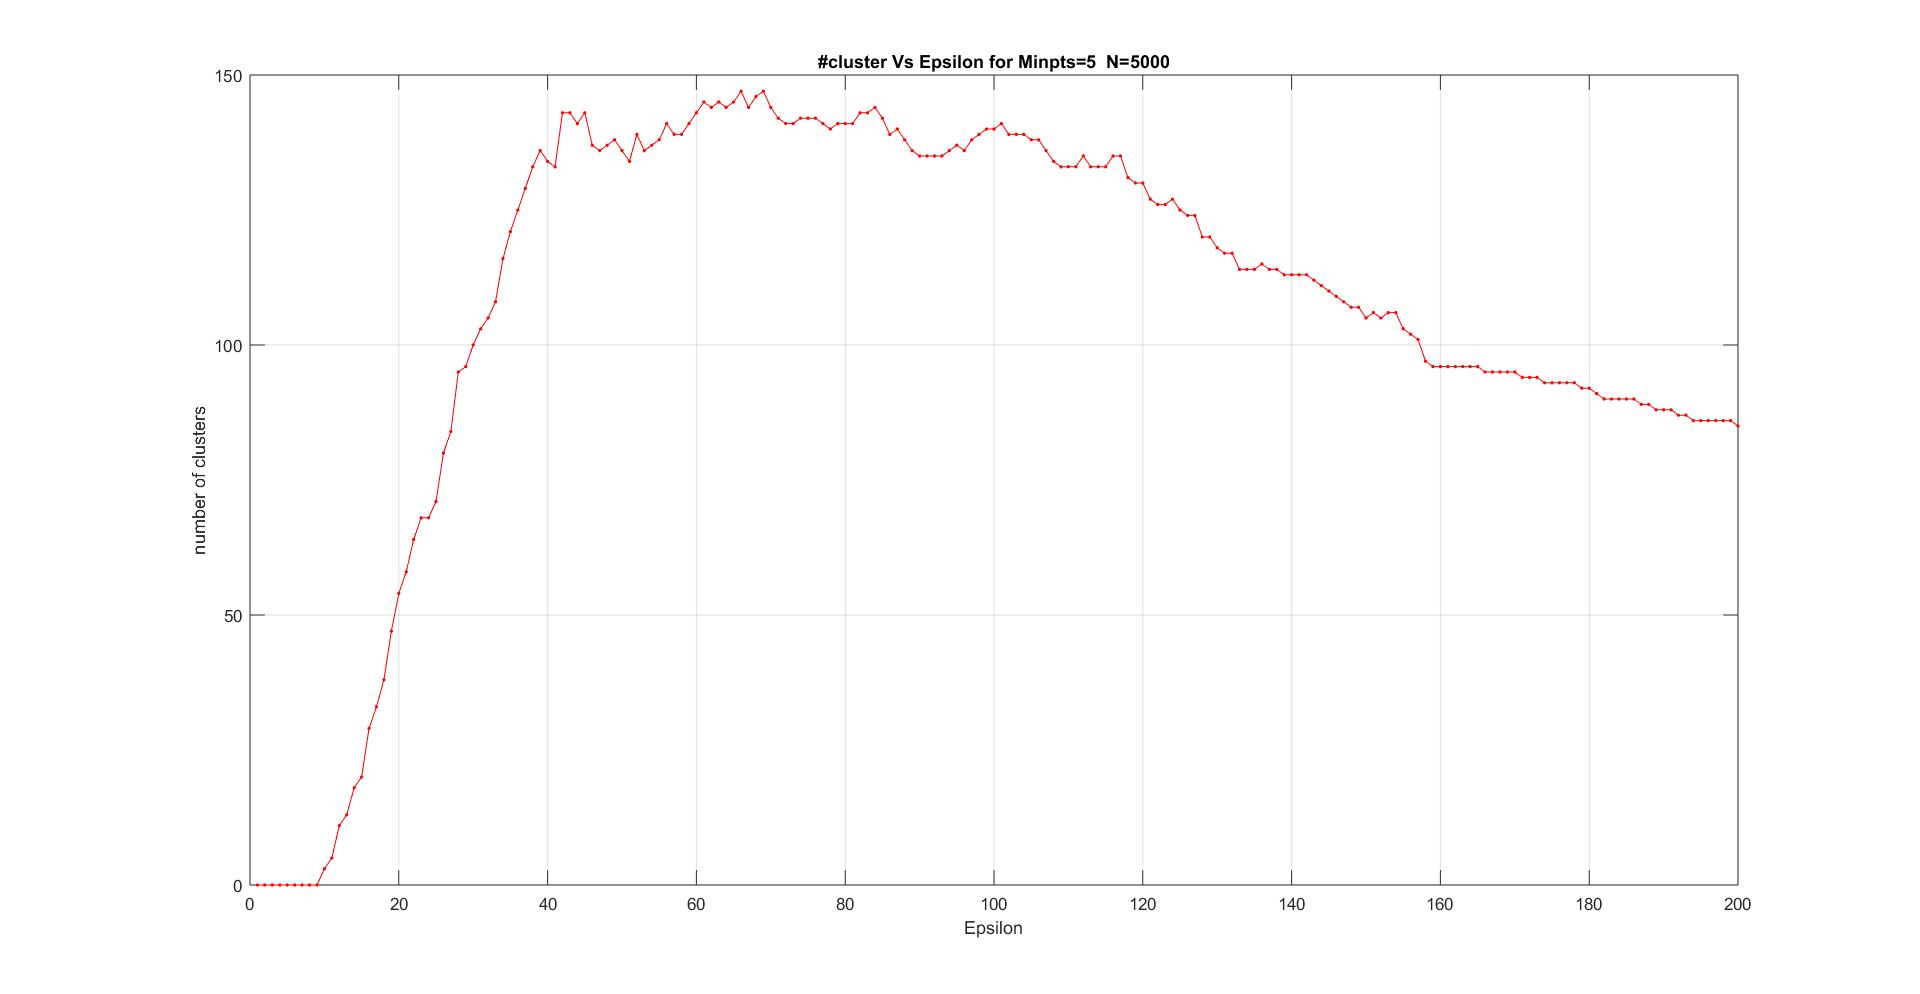 #cluster Vs Epsilon for Minpts=5  N=5000
150
100
50
0
number of clusters
0 20 40 60 80 100 120 140 160 180 200
Epsilon